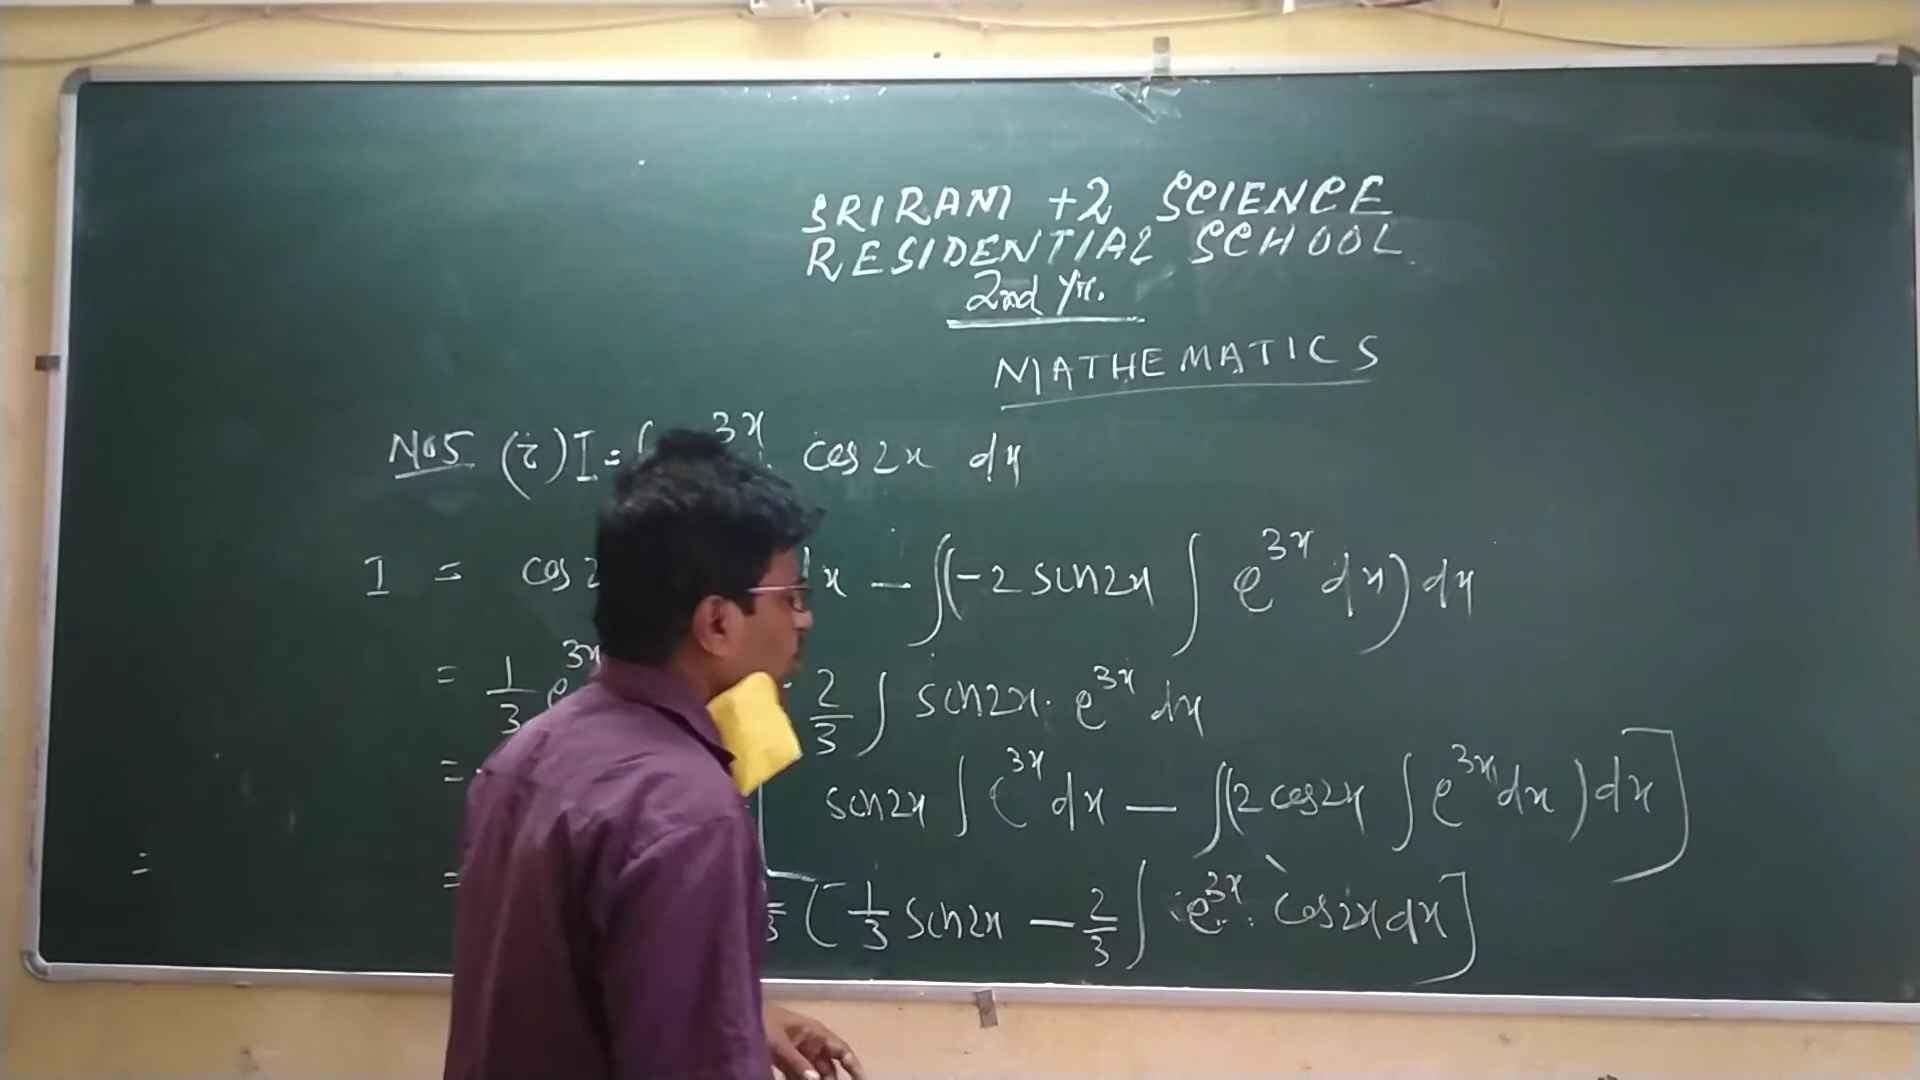 SRIRAM +2 SCIENCE
RESIDENTIAL SCHOOL
2nd Yr.
MATHEMATICS
No5 (i) I = ∫ 3x cos2x dx
I = cos2 dx − ∫(−2 sin2x ∫ e^3x dx) dx
= 1/3 e^3x 2/3 ∫ sin2x · e^3x dx
= [ sin2x ∫ e^3x dx − ∫(2 cos2x ∫ e^3x dx) dx ]
= = 3 [ 1/3 sin2x − 2/3 ∫ e^3x · cos2x dx ]